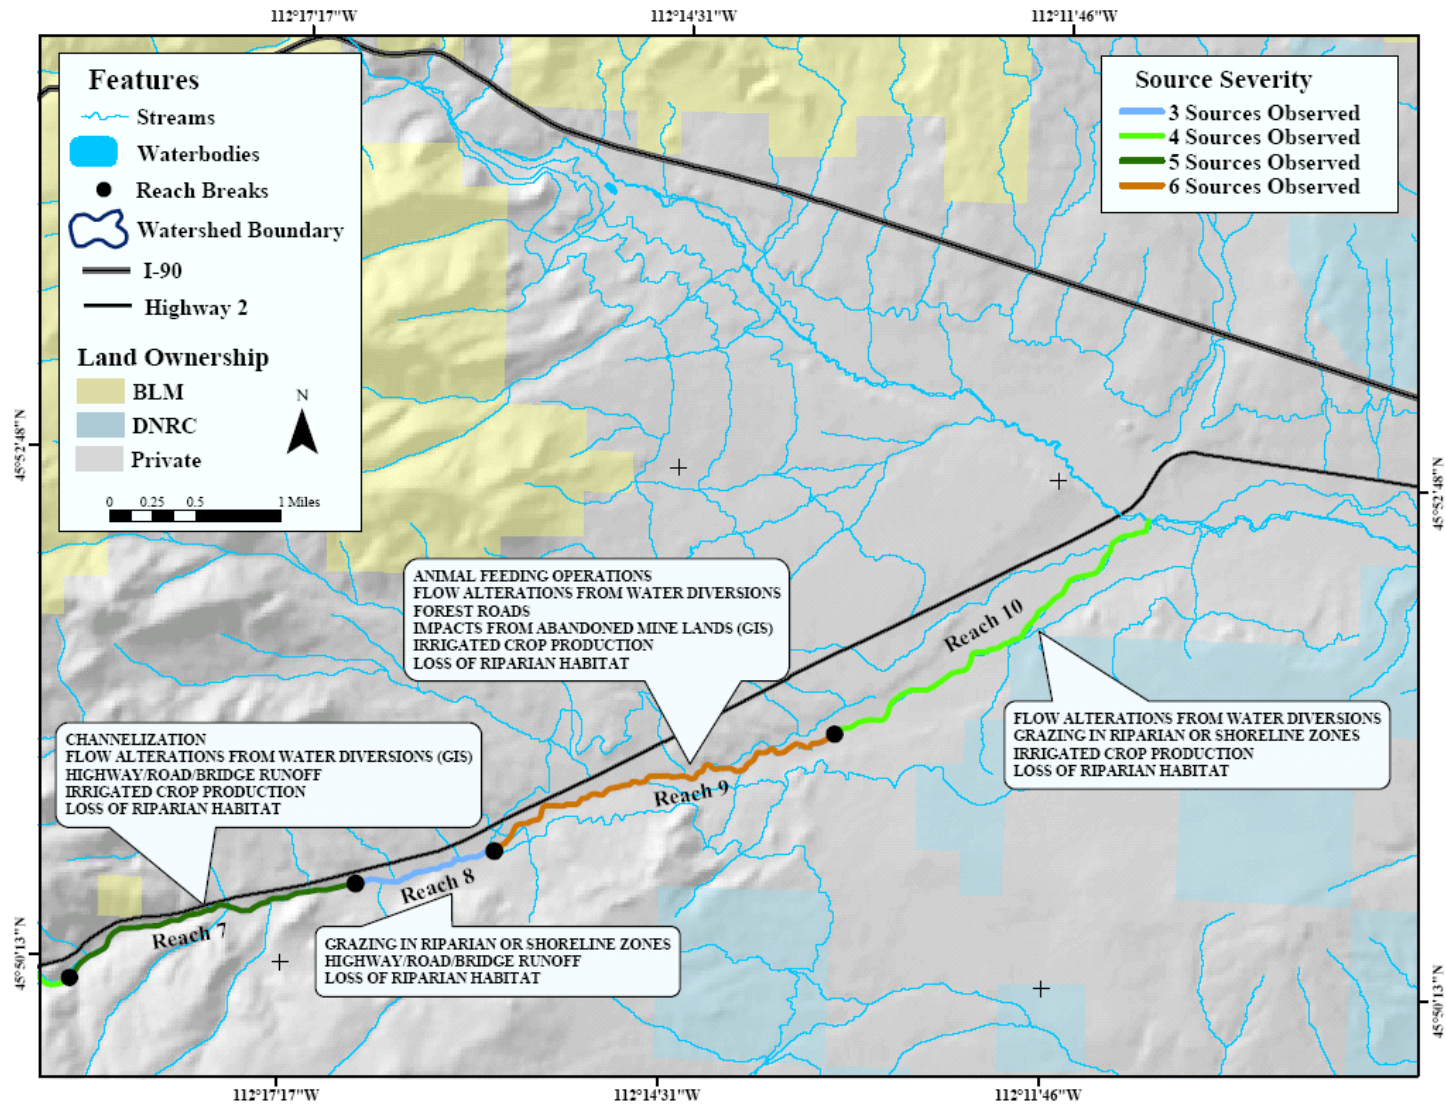 112°17'17"W
112°14'31"W
112°11'46"W
Features
Streams
Waterbodies
Reach Breaks
Watershed Boundary
I-90
Highway 2
Land Ownership
BLM
DNRC
Private
N
0 0.25 0.5 1 Miles
Source Severity
3 Sources Observed
4 Sources Observed
5 Sources Observed
6 Sources Observed
45°52'48"N
45°52'48"N
ANIMAL FEEDING OPERATIONS
FLOW ALTERATIONS FROM WATER DIVERSIONS
FOREST ROADS
IMPACTS FROM ABANDONED MINE LANDS (GIS)
IRRIGATED CROP PRODUCTION
LOSS OF RIPARIAN HABITAT
Reach 10
FLOW ALTERATIONS FROM WATER DIVERSIONS
GRAZING IN RIPARIAN OR SHORELINE ZONES
IRRIGATED CROP PRODUCTION
LOSS OF RIPARIAN HABITAT
CHANNELIZATION
FLOW ALTERATIONS FROM WATER DIVERSIONS (GIS)
HIGHWAY/ROAD/BRIDGE RUNOFF
IRRIGATED CROP PRODUCTION
LOSS OF RIPARIAN HABITAT
Reach 9
Reach 8
Reach 7
GRAZING IN RIPARIAN OR SHORELINE ZONES
HIGHWAY/ROAD/BRIDGE RUNOFF
LOSS OF RIPARIAN HABITAT
45°50'13"N
45°50'13"N
112°17'17"W
112°14'31"W
112°11'46"W